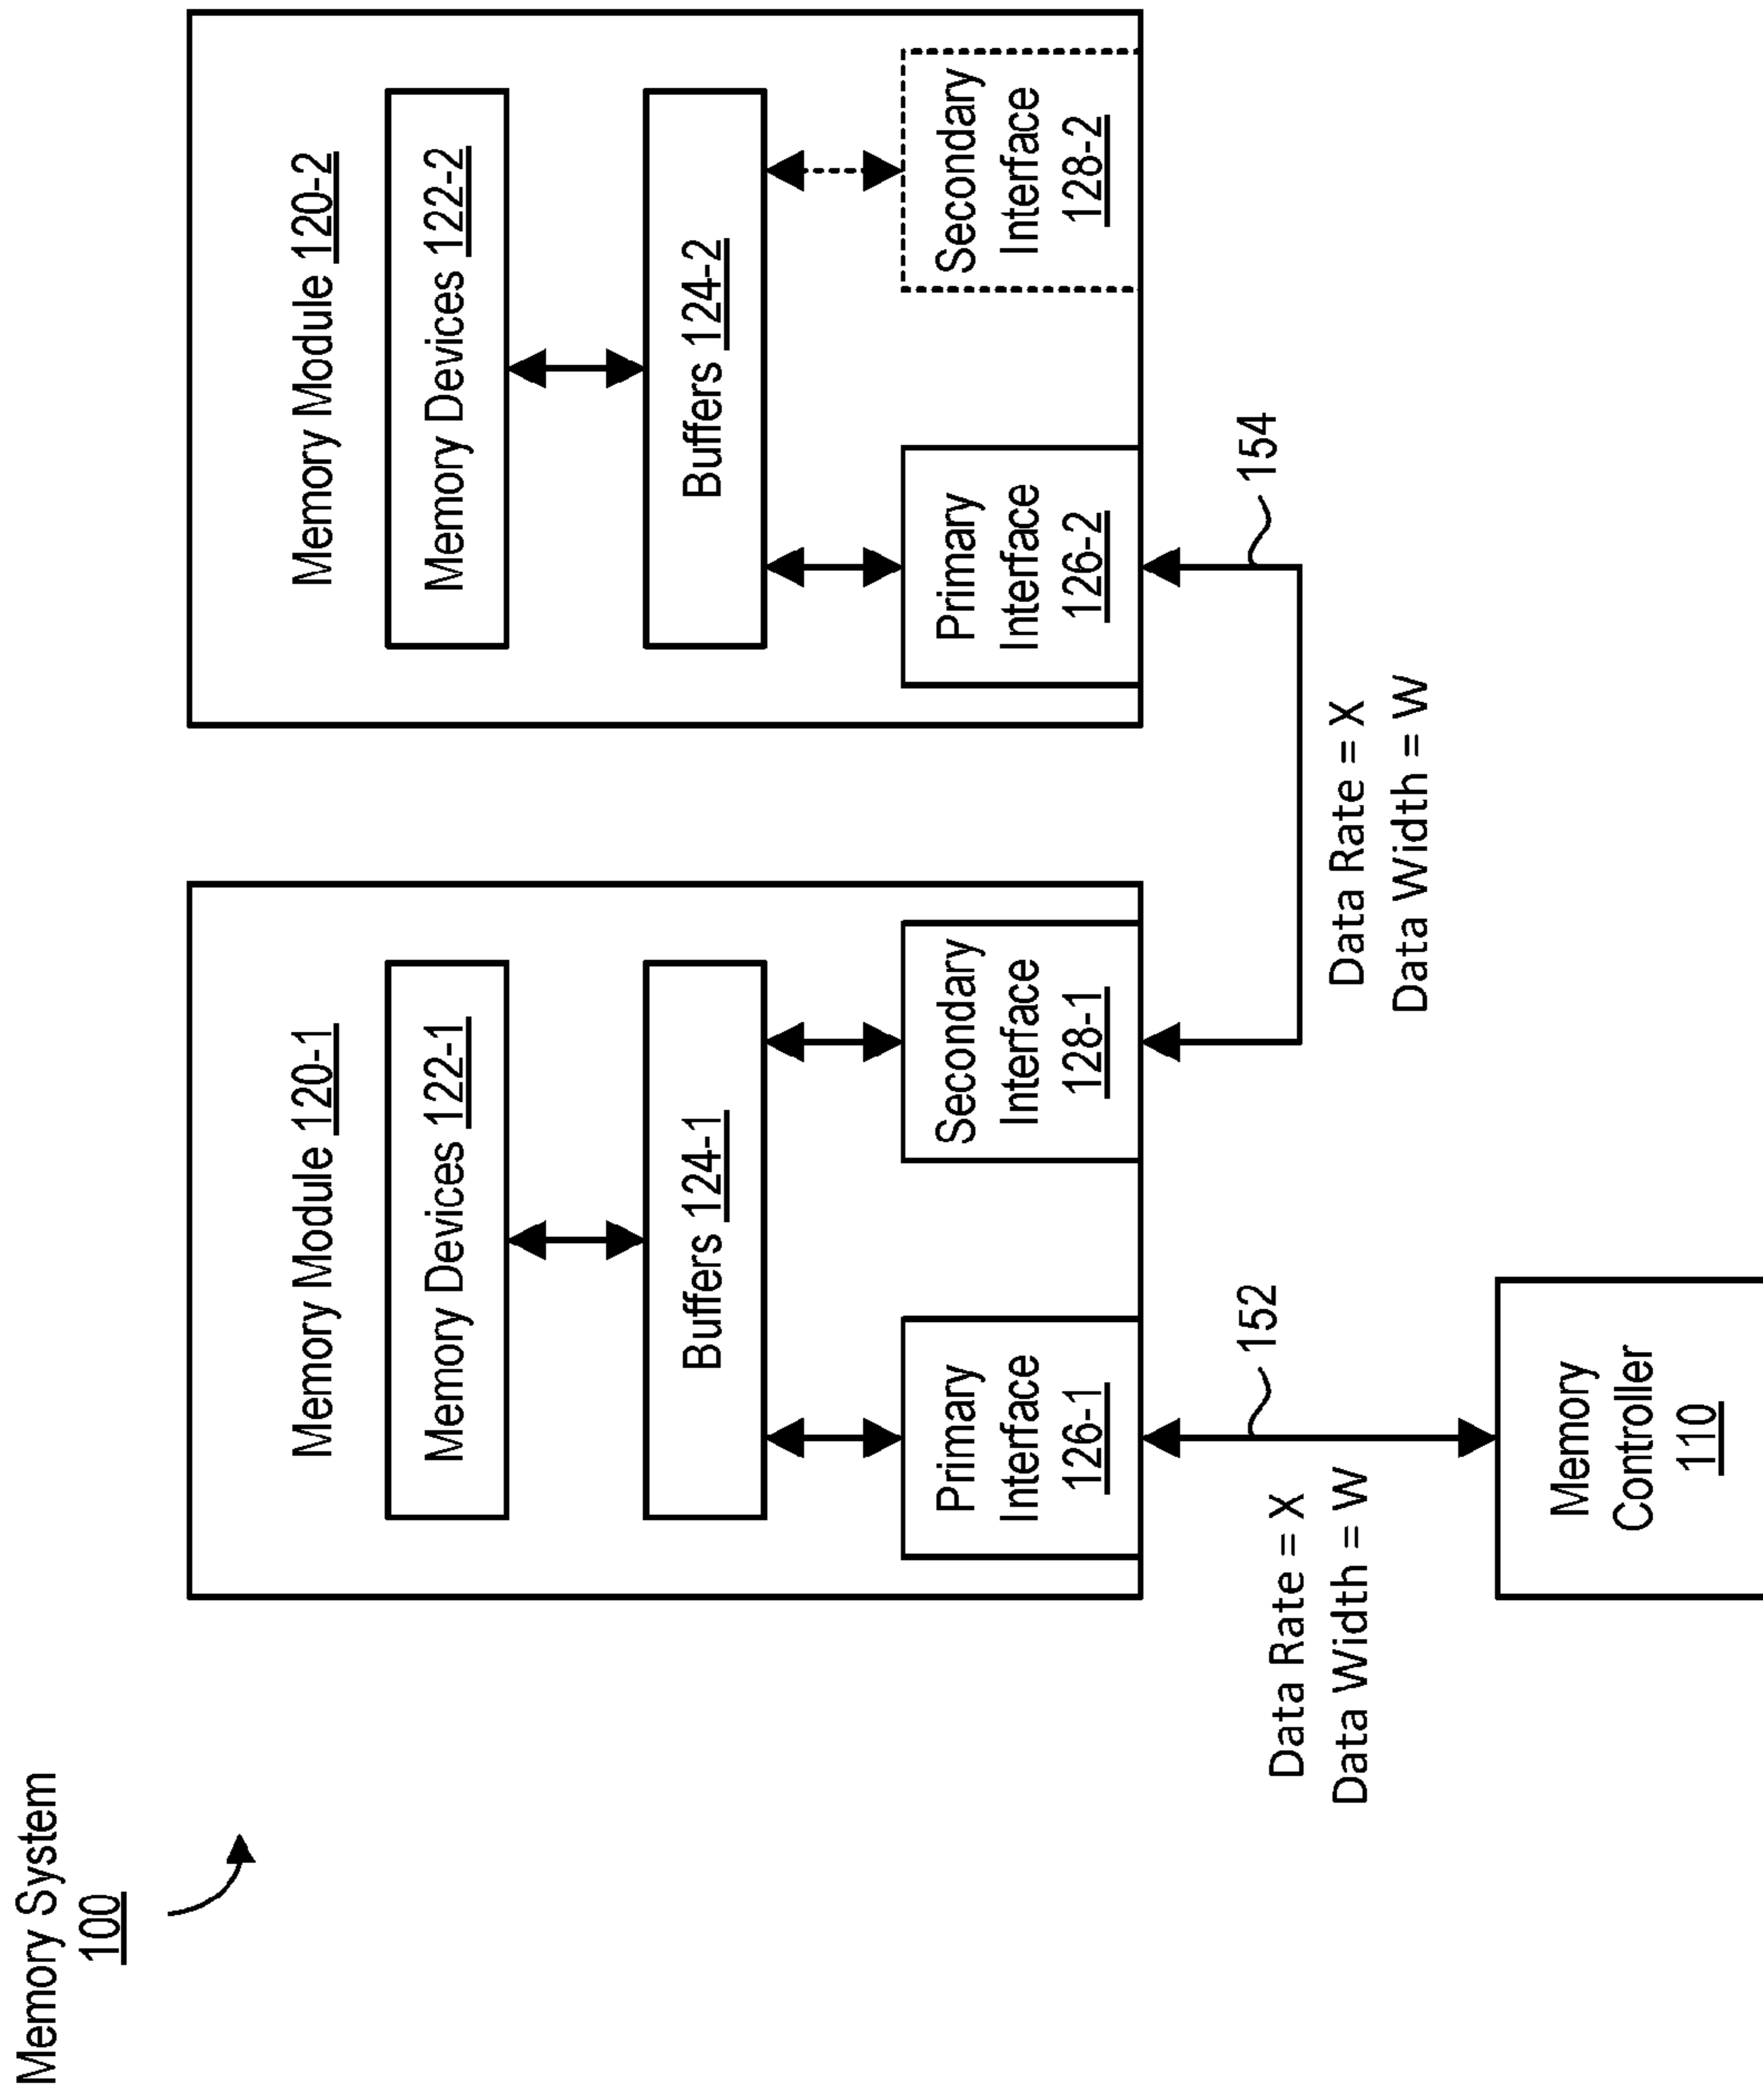 Memory System
100
Memory Module 120-1
Memory Devices 122-1
Buffers 124-1
Primary
Interface
126-1
Secondary
Interface
128-1
Memory Module 120-2
Memory Devices 122-2
Buffers 124-2
Primary
Interface
126-2
Secondary
Interface
128-2
Data Rate = X
Data Width = W
152
Data Rate = X
Data Width = W
154
Memory
Controller
110